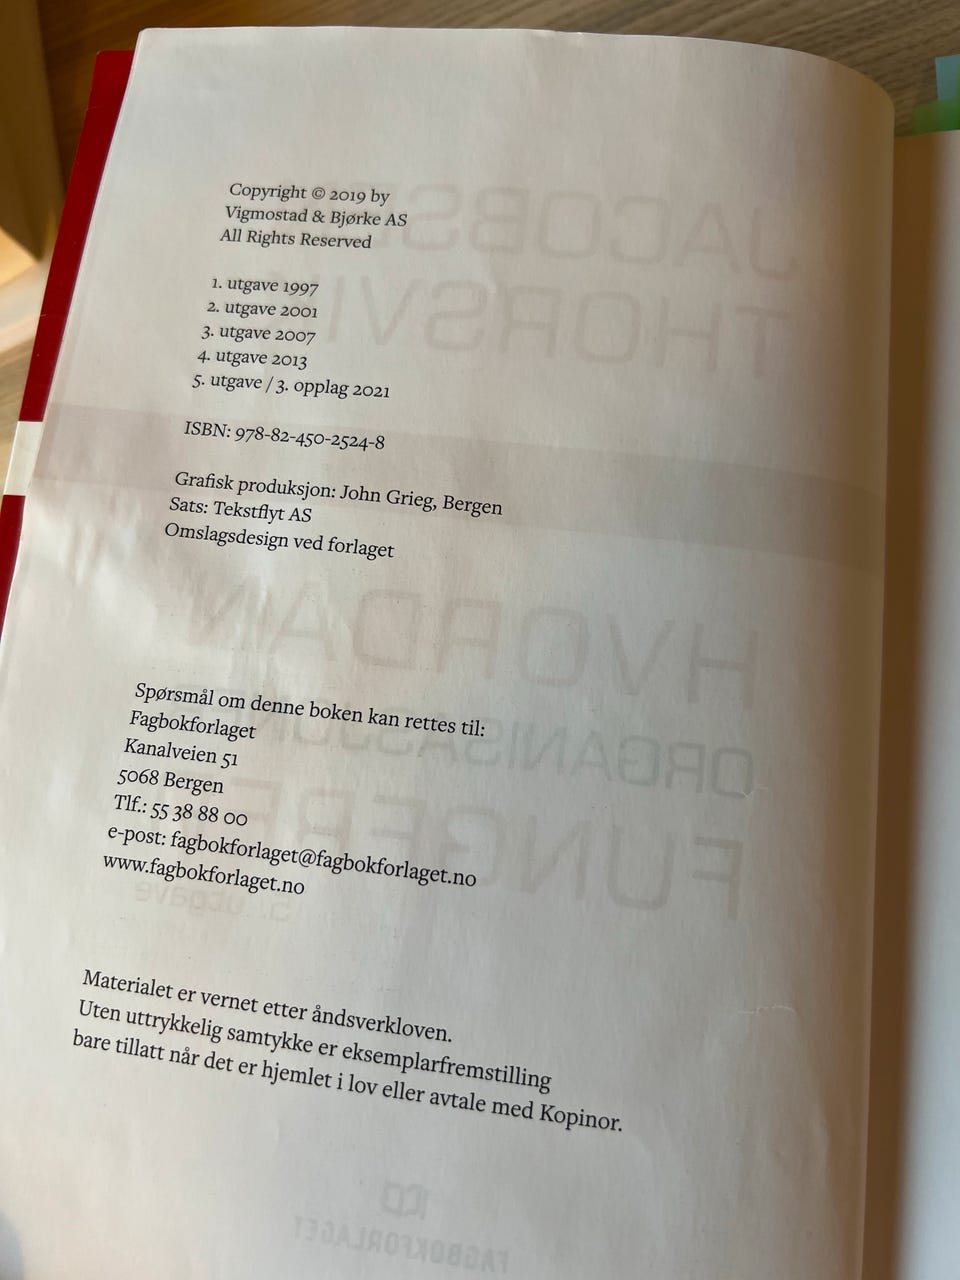 Copyright © 2019 by
Vigmostad & Bjørke AS
All Rights Reserved
1. utgave 1997
2. utgave 2001
3. utgave 2007
4. utgave 2013
5. utgave / 3. opplag 2021
ISBN: 978-82-450-2524-8
Grafisk produksjon: John Grieg, Bergen
Sats: Tekstflyt AS
Omslagsdesign ved forlaget
Spørsmål om denne boken kan rettes til:
Fagbokforlaget
Kanalveien 51
5068 Bergen
Tlf.: 55 38 88 00
e-post: fagbokforlaget@fagbokforlaget.no
www.fagbokforlaget.no
Materialet er vernet etter åndsverkloven.
Uten uttrykkelig samtykke er eksemplarfremstilling
bare tillatt når det er hjemlet i lov eller avtale med Kopinor.